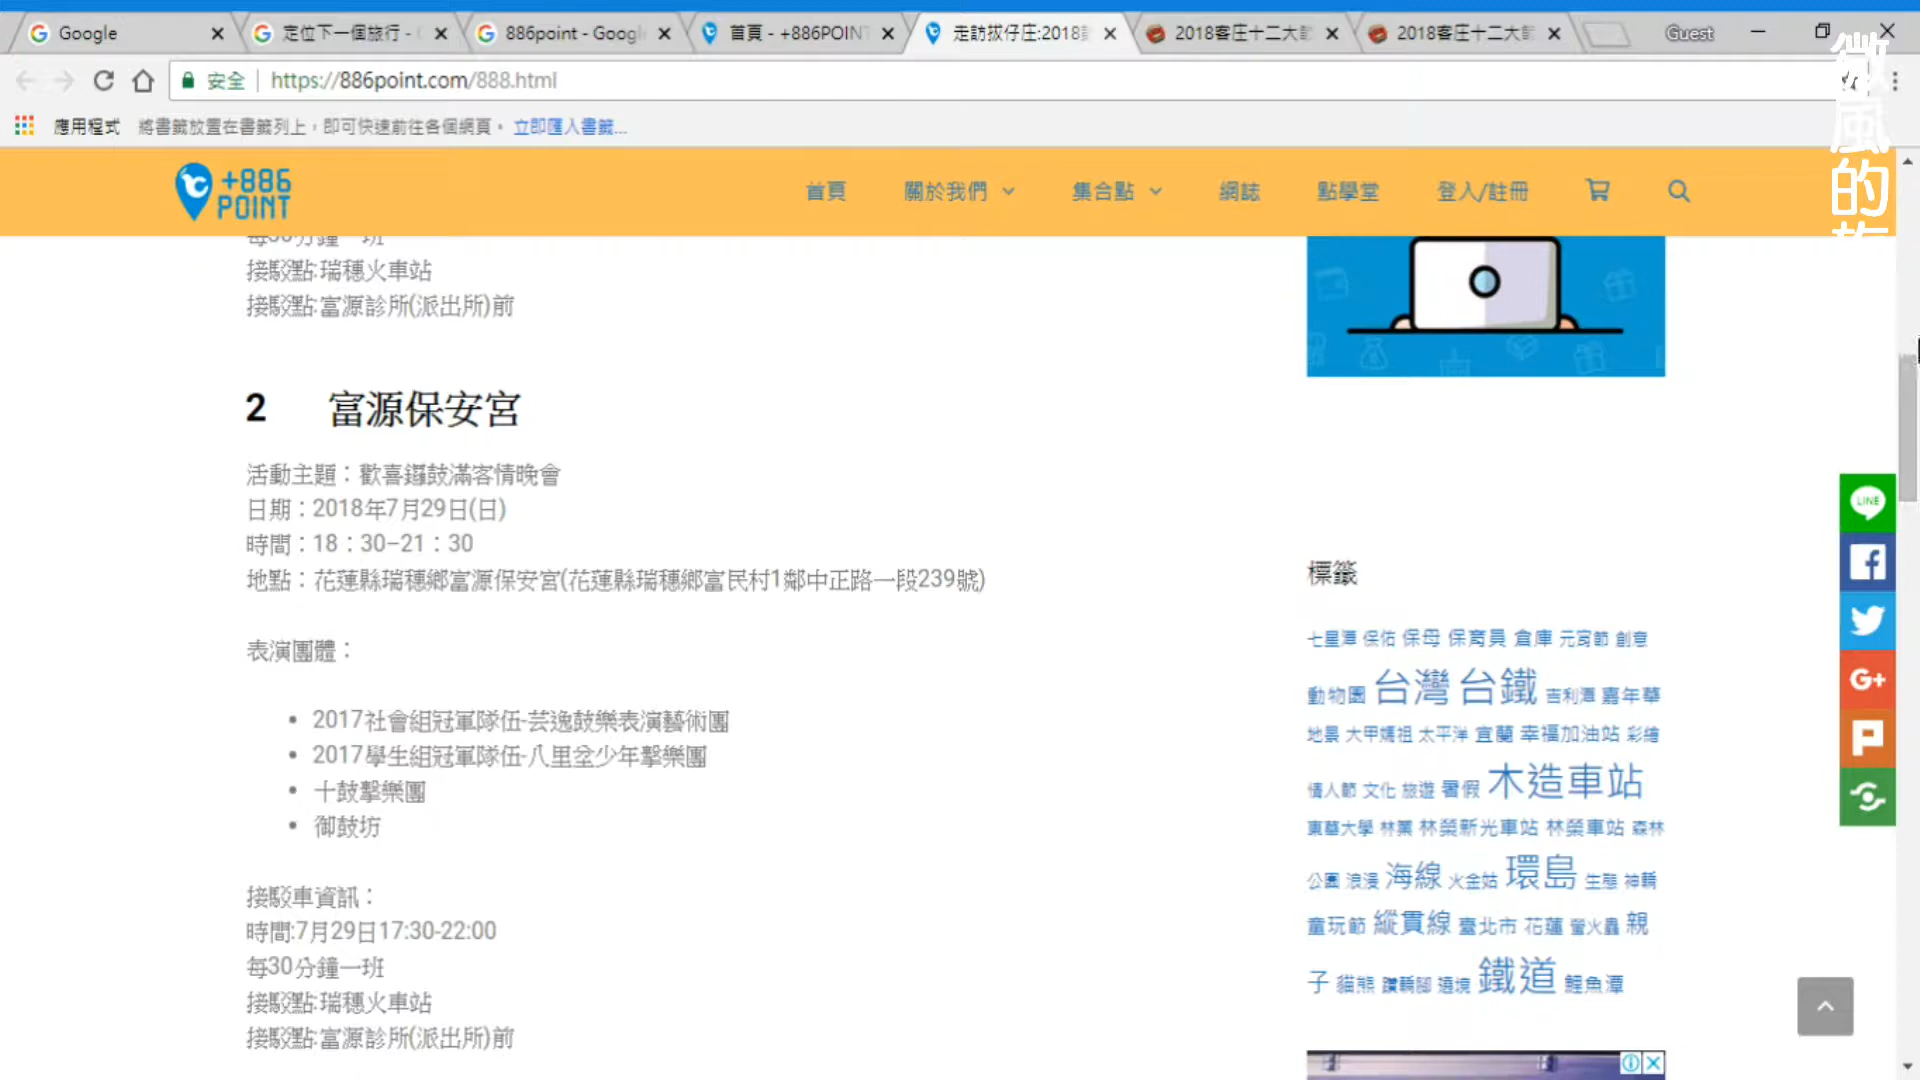 Google
定位下一個旅行 -
886point - Googl
首頁 - +886POINT
走訪拔仔庄:2018
2018客庄十二大
2018客庄十二大
Guest
安全
https://886point.com/888.html
應用程式
將書籤放置在書籤列上，即可快速前往各個網頁。
立即匯入書籤...
微風的
+886
POINT
首頁
關於我們
集合點
網誌
點學堂
登入/註冊
每30分鐘一班
接駁點:瑞穗火車站
接駁點:富源診所(派出所)前
2 富源保安宮
活動主題：歡喜鑼鼓滿客情晚會
日期：2018年7月29日(日)
時間：18：30–21：30
地點：花蓮縣瑞穗鄉富源保安宮(花蓮縣瑞穗鄉富民村1鄰中正路一段239號)
表演團體：
2017社會組冠軍隊伍-芸逸鼓樂表演藝術團
2017學生組冠軍隊伍-八里坌少年擊樂團
十鼓擊樂團
御鼓坊
接駁車資訊：
時間:7月29日17:30-22:00
每30分鐘一班
接駁點:瑞穗火車站
接駁點:富源診所(派出所)前
標籤
七星潭 保佑 保母 保育員 倉庫 元宵節 創意
動物園 台灣 台鐵 吉利潭 嘉年華
地景 大甲媽祖 太平洋 宜蘭 幸福加油站 彩繪
情人節 文化 旅遊 暑假 木造車站
東華大學 林業 林榮新光車站 林榮車站 森林
公園 浪漫 海線 火金姑 環島 生態 神轎
童玩節 縱貫線 臺北市 花蓮 螢火蟲 親
子 貓熊 鑽轎腳 遶境 鐵道 鯉魚潭
LINE
G+